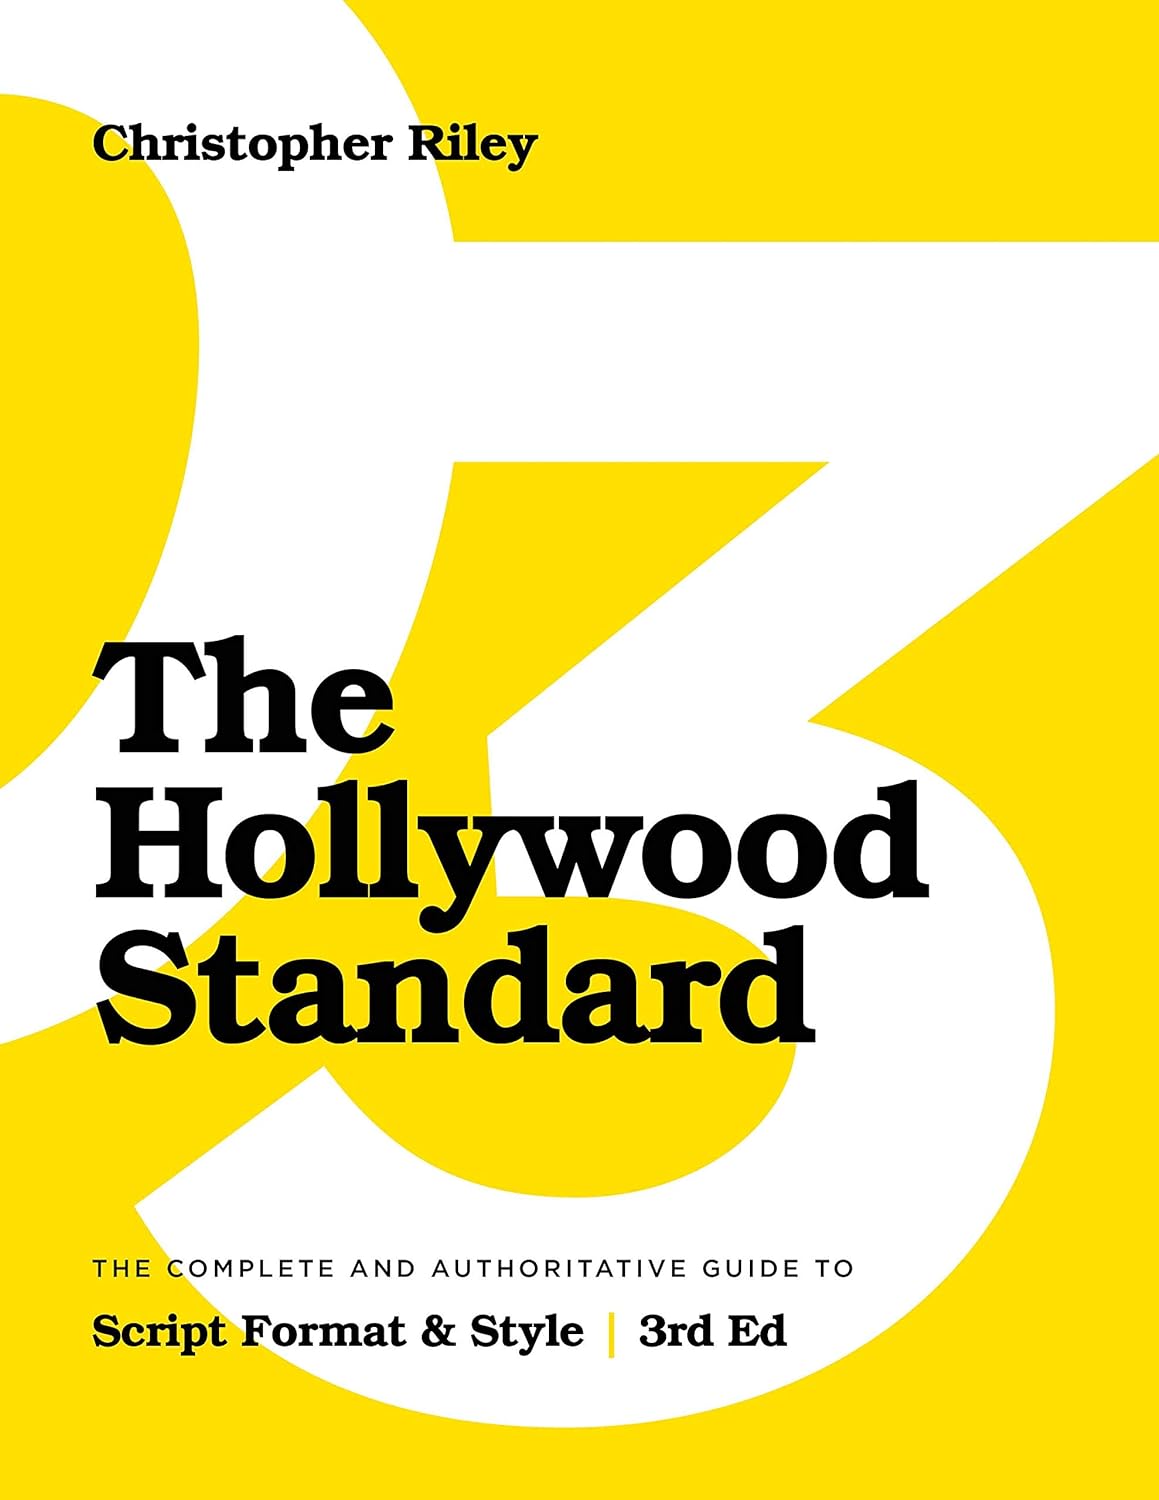 Christopher Riley
The
Hollywood
Standard
THE COMPLETE AND AUTHORITATIVE GUIDE TO
Script Format & Style | 3rd Ed